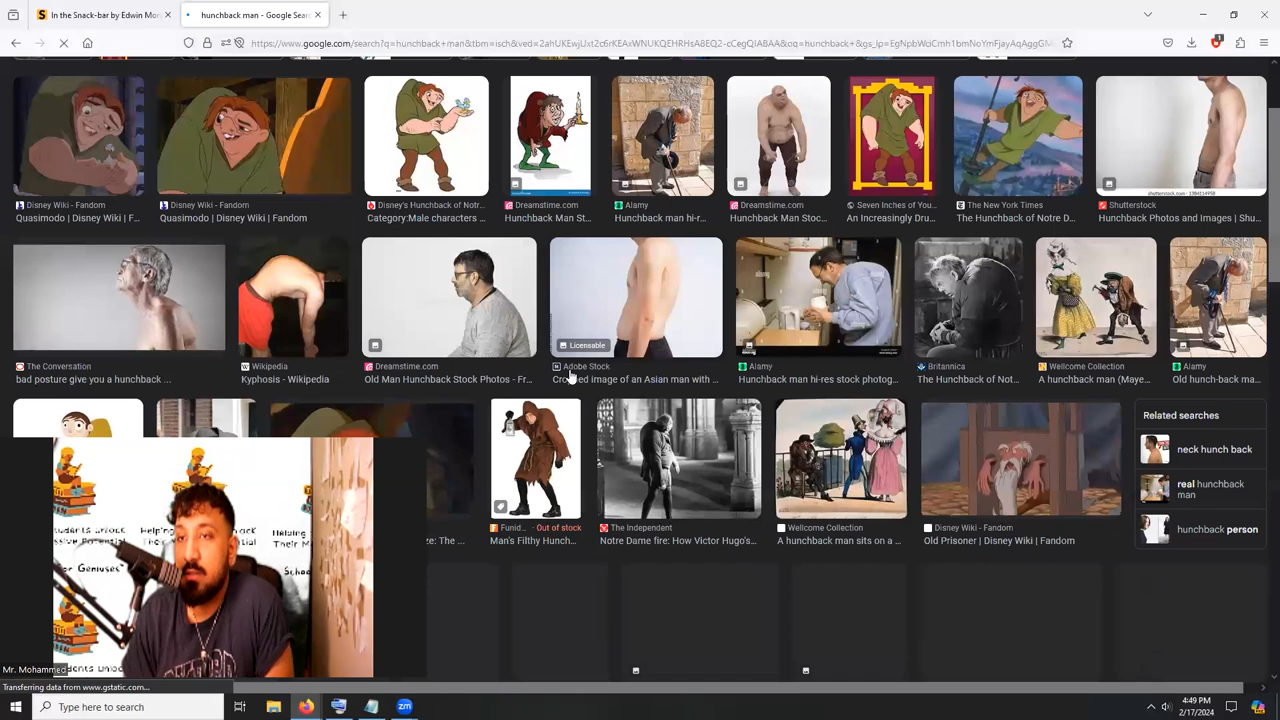 In the Snack-bar by Edwin Mor
hunchback man - Google Sear
https://www.google.com/search?q=hunchback+man&tbm=isch&ved=
Disney Wiki - Fandom
Quasimodo | Disney Wiki | F...
Disney Wiki - Fandom
Quasimodo | Disney Wiki | Fandom
Disney's Hunchback of Notr...
Category:Male characters ...
Dreamstime.com
Hunchback Man St...
Alamy
Hunchback man hi-r...
Dreamstime.com
Hunchback Man Stoc...
Seven Inches of You...
An Increasingly Dru...
The New York Times
The Hunchback of Notre D...
Shutterstock
Hunchback Photos and Images | Shu...
The Conversation
bad posture give you a hunchback ...
Wikipedia
Kyphosis - Wikipedia
Dreamstime.com
Old Man Hunchback Stock Photos - Fr...
Licensable
Adobe Stock
Cropped image of an Asian man with ...
Alamy
Hunchback man hi-res stock photog...
Britannica
The Hunchback of Not...
Wellcome Collection
A hunchback man (Maye...
Alamy
Old hunch-back ma...
Related searches
neck hunch back
real hunchback
man
hunchback person
Funid... · Out of stock
Man's Filthy Hunch...
The Independent
Notre Dame fire: How Victor Hugo's...
Wellcome Collection
A hunchback man sits on a ...
Disney Wiki - Fandom
Old Prisoner | Disney Wiki | Fandom
ze: The ...
Mr. Mohammed
Transferring data from www.gstatic.com...
Type here to search
4:49 PM
2/17/2024